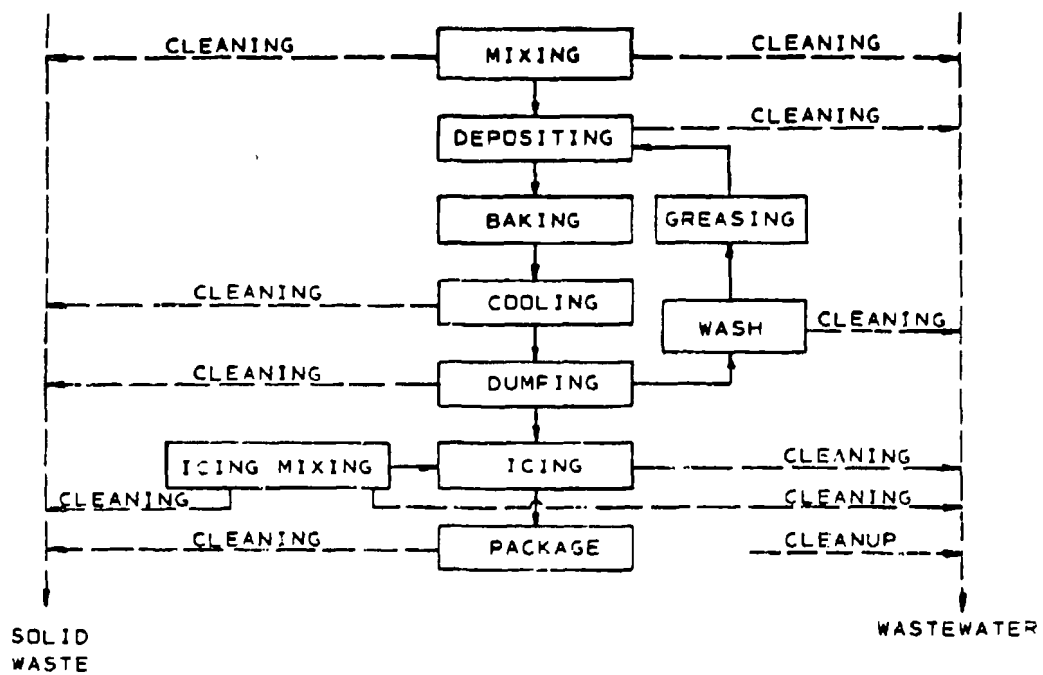 CLEANING
MIXING
CLEANING
DEPOSITING
CLEANING
BAKING
GREASING
CLEANING
COOLING
WASH
CLEANING
CLEANING
DUMPING
ICING MIXING
ICING
CLEANING
CLEANING
CLEANING
CLEANING
PACKAGE
CLEANUP
SOLID
WASTE
WASTEWATER